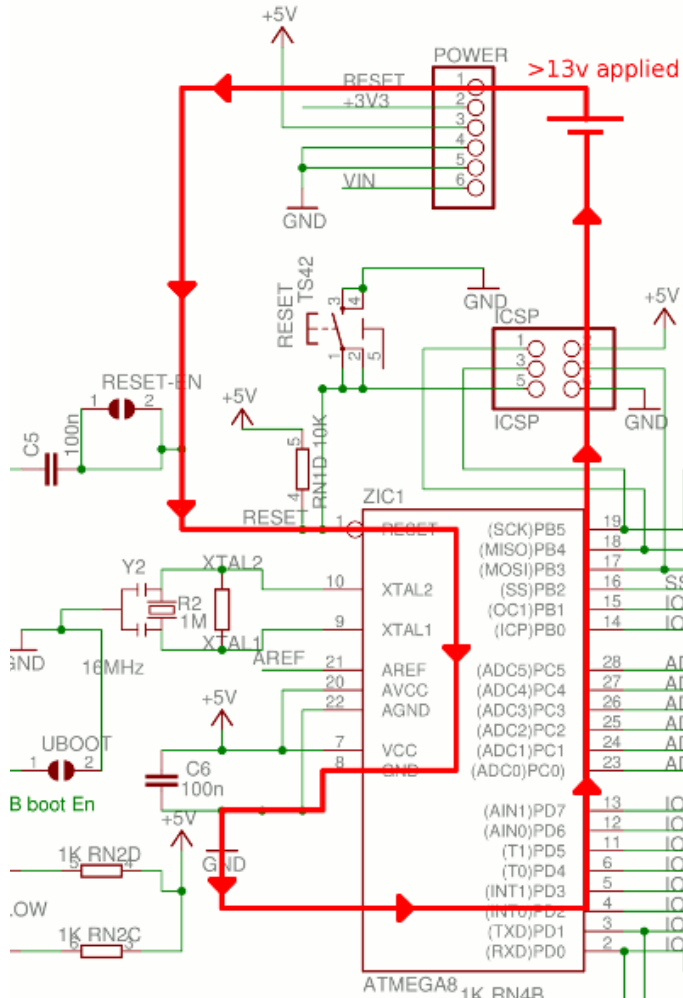 +5V
POWER
>13v applied
RESET
+3V3
VIN
1
2
3
4
5
6
GND
RESET
TS42
3 4
1 2 5
GND
ICSP
1
3
5
ICSP
+5V
GND
RESET-EN
1 2
C5
100n
+5V
5
4
RN1D 10K
RESET
ZIC1
1 RESET
10 XTAL2
9 XTAL1
21 AREF
20 AVCC
22 AGND
7 VCC
8 GND
(SCK)PB5 19
(MISO)PB4 18
(MOSI)PB3 17
(SS)PB2 16
(OC1)PB1 15
(ICP)PB0 14
(ADC5)PC5 28
(ADC4)PC4 27
(ADC3)PC3 26
(ADC2)PC2 25
(ADC1)PC1 24
(ADC0)PC0 23
(AIN1)PD7 13
(AIN0)PD6 12
(T1)PD5 11
(T0)PD4 6
(INT1)PD3 5
(INT0)PD2 4
(TXD)PD1 3
(RXD)PD0 2
ATMEGA8
1K RN4B
Y2
XTAL2
R2
1M
XTAL1
16MHz
GND
AREF
+5V
C6
100n
UBOOT
1 2
B boot En
+5V
GND
1K RN2D
5 4
LOW
1K RN2C
6 3